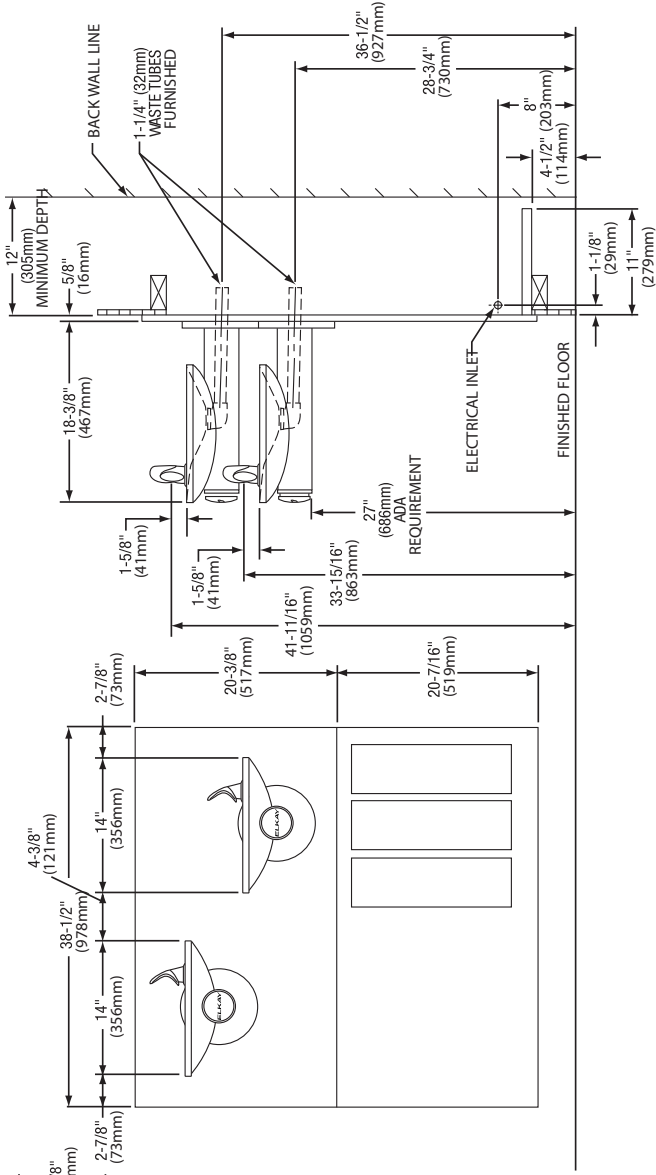 12"
(305mm)
MINIMUM DEPTH
5/8"
(16mm)
BACK WALL LINE
1-1/4" (32mm)
WASTE TUBES
FURNISHED
36-1/2"
(927mm)
28-3/4"
(730mm)
8"
(203mm)
4-1/2"
(114mm)
1-1/8"
(29mm)
11"
(279mm)
18-3/8"
(467mm)
1-5/8"
(41mm)
1-5/8"
(41mm)
ELECTRICAL INLET
FINISHED FLOOR
27"
(686mm)
ADA
REQUIREMENT
33-15/16"
(863mm)
41-11/16"
(1059mm)
2-7/8"
(73mm)
20-3/8"
(517mm)
20-7/16"
(519mm)
4-3/8"
(121mm)
38-1/2"
(978mm)
14"
(356mm)
14"
(356mm)
2-7/8"
(73mm)
ELKAY
ELKAY
/8"
mm)